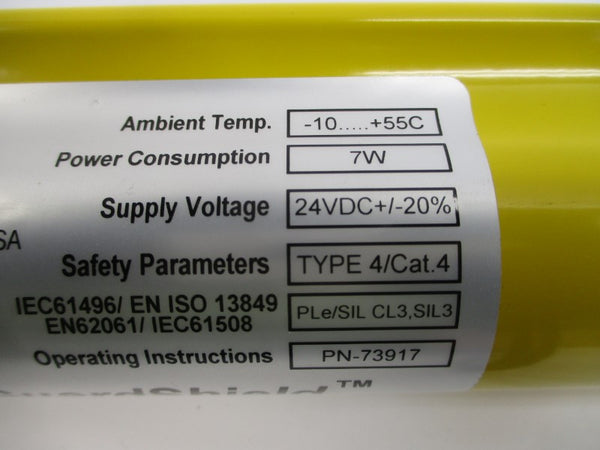 Ambient Temp. -10.....+55C
Power Consumption 7W
Supply Voltage 24VDC+/-20%
SA
Safety Parameters TYPE 4/Cat.4
IEC61496/ EN ISO 13849
EN62061/ IEC61508 PLe/SIL CL3,SIL3
Operating Instructions PN-73917
GuardShield™